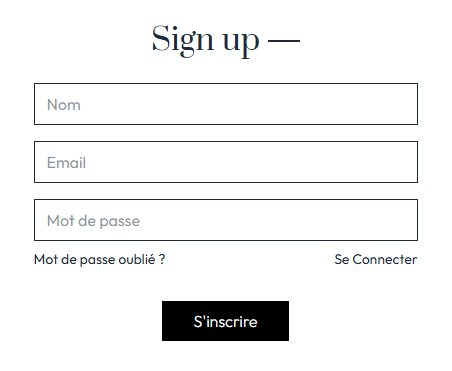 Sign up —
Nom
Email
Mot de passe
Mot de passe oublié ? Se Connecter
S'inscrire